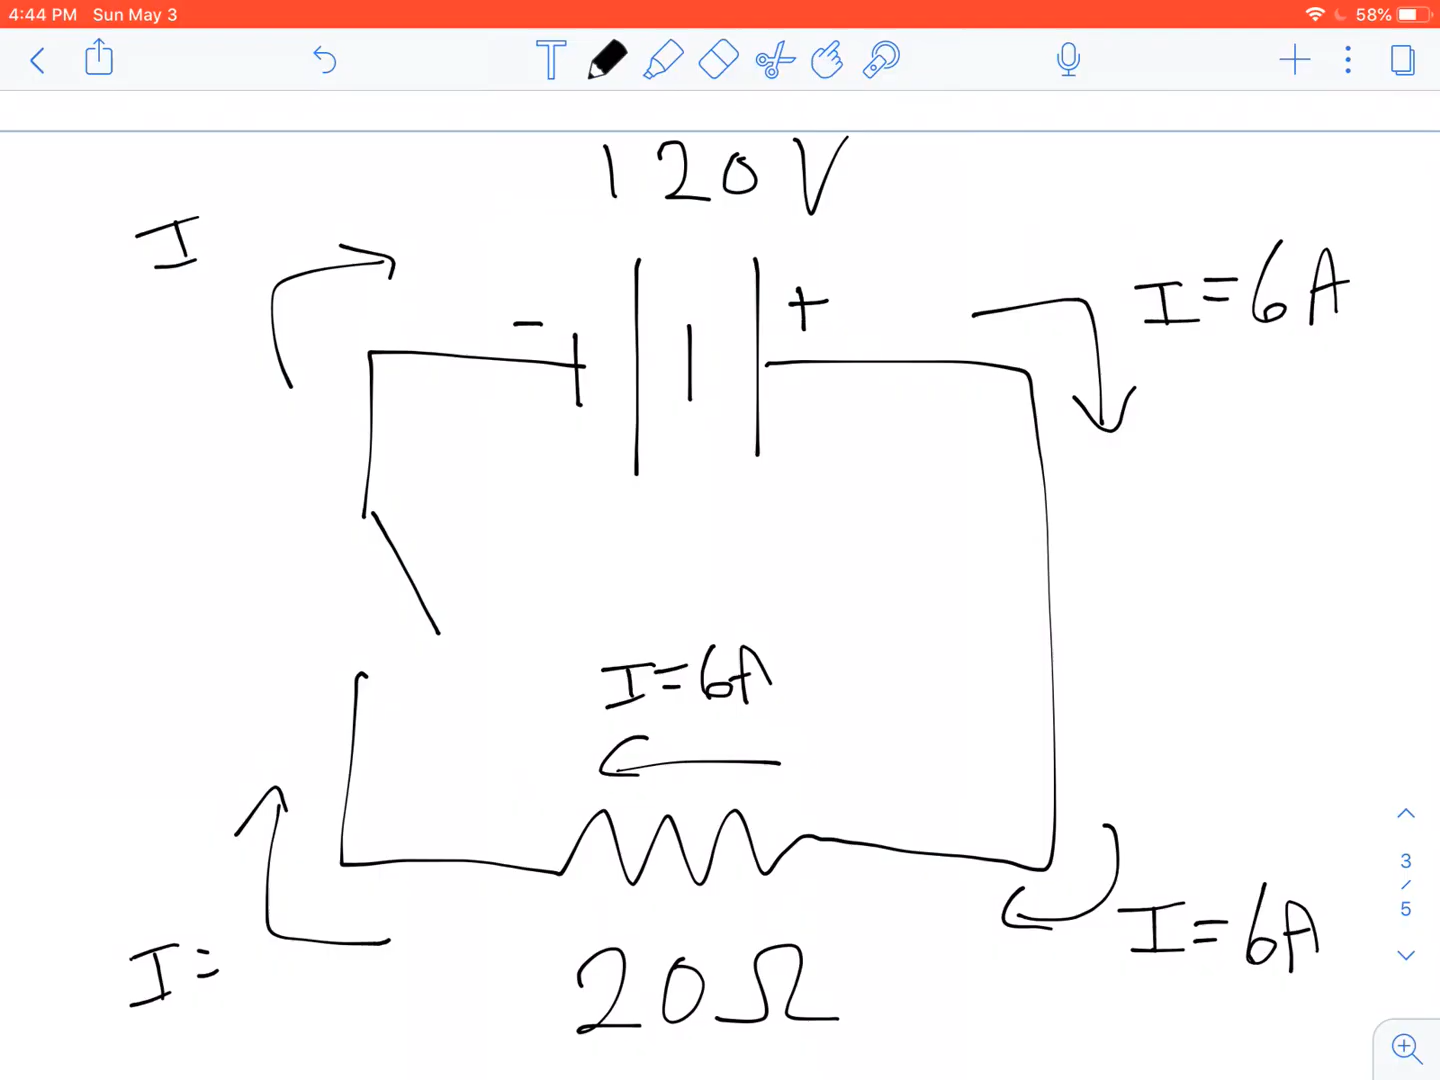 4:44 PM Sun May 3
58%
T
120V
I
I=6A
-
+
I=6A
3
/
5
I=6A
I=
20Ω